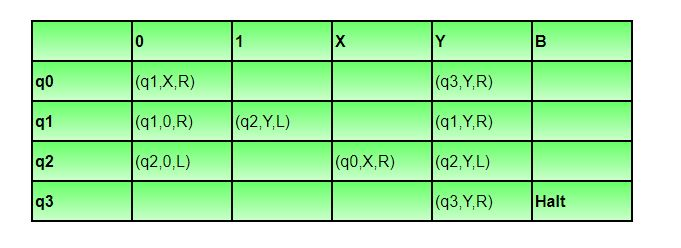 0 1 X Y B
q0 (q1,X,R) (q3,Y,R)
q1 (q1,0,R) (q2,Y,L) (q1,Y,R)
q2 (q2,0,L) (q0,X,R) (q2,Y,L)
q3 (q3,Y,R) Halt